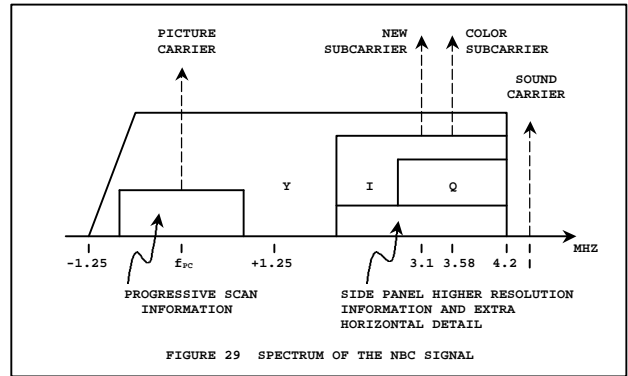 PICTURE
CARRIER
NEW
SUBCARRIER
COLOR
SUBCARRIER
SOUND
CARRIER
Y
I
Q
MHZ
-1.25
fPC
+1.25
3.1
3.58
4.2
PROGRESSIVE SCAN
INFORMATION
SIDE PANEL HIGHER RESOLUTION
INFORMATION AND EXTRA
HORIZONTAL DETAIL
FIGURE 29 SPECTRUM OF THE NBC SIGNAL